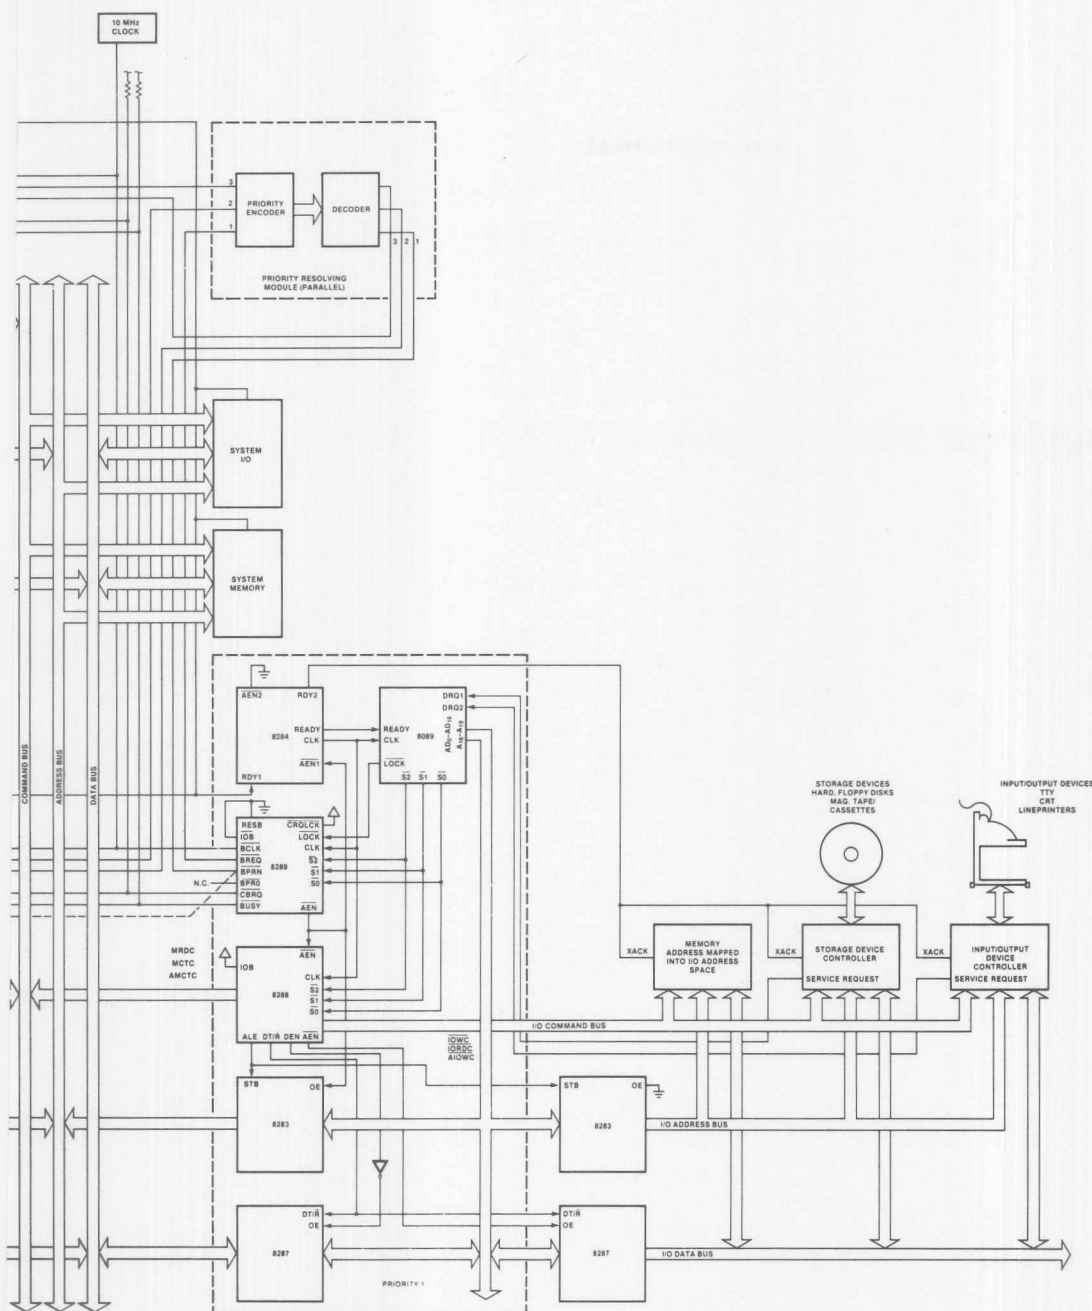 10 MHz
CLOCK
3
2
1
PRIORITY
ENCODER
DECODER
3 2 1
PRIORITY RESOLVING
MODULE (PARALLEL)
SYSTEM
I/O
SYSTEM
MEMORY
COMMAND BUS
ADDRESS BUS
DATA BUS
AEN2
RDY2
8284
READY
CLK
AEN1
RDY1
DRQ1
DRQ2
READY
CLK
8089
LOCK
S2 S1 S0
AD0-AD15
A16-A19
RESB
CRQLCK
IOB
LOCK
BCLK
CLK
BREQ
S2
8289
BPRN
S1
BPRO
S0
CBRQ
BUSY
AEN
N.C.
MRDC
MCTC
AMCTC
AEN
IOB
CLK
8288
S2
S1
S0
ALE DT/R DEN AEN
I/O COMMAND BUS
IOWC
IORDC
AIOWC
STB
OE
8283
STB
OE
8283
I/O ADDRESS BUS
DT/R
OE
8287
DT/R
OE
8287
I/O DATA BUS
PRIORITY 1
STORAGE DEVICES
HARD, FLOPPY DISKS
MAG. TAPE/
CASSETTES
INPUT/OUTPUT DEVICES
TTY
CRT
LINEPRINTERS
XACK
MEMORY
ADDRESS MAPPED
INTO I/O ADDRESS
SPACE
XACK
STORAGE DEVICE
CONTROLLER
SERVICE REQUEST
XACK
INPUT/OUTPUT
DEVICE
CONTROLLER
SERVICE REQUEST